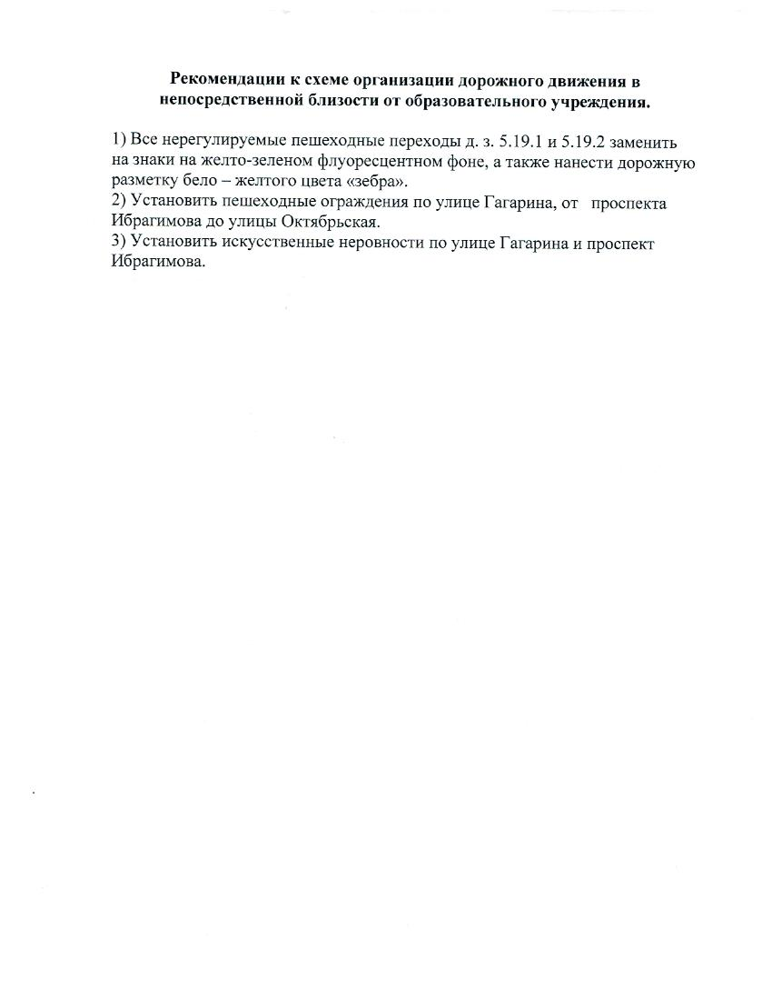 Рекомендации к схеме организации дорожного движения в
непосредственной близости от образовательного учреждения.
1) Все нерегулируемые пешеходные переходы д. з. 5.19.1 и 5.19.2 заменить
на знаки на желто-зеленом флуоресцентном фоне, а также нанести дорожную
разметку бело – желтого цвета «зебра».
2) Установить пешеходные ограждения по улице Гагарина, от проспекта
Ибрагимова до улицы Октябрьская.
3) Установить искусственные неровности по улице Гагарина и проспект
Ибрагимова.